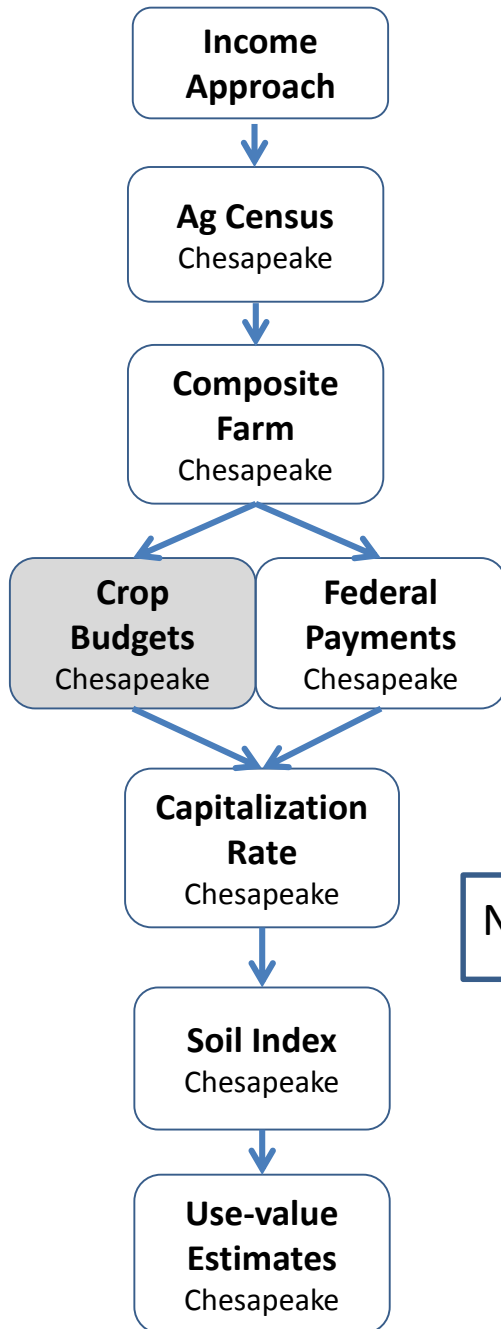 Income
Approach
Ag Census
Chesapeake
Composite
Farm
Chesapeake
Crop
Budgets
Chesapeake
Federal
Payments
Chesapeake
Capitalization
Rate
Chesapeake
N
Soil Index
Chesapeake
Use-value
Estimates
Chesapeake